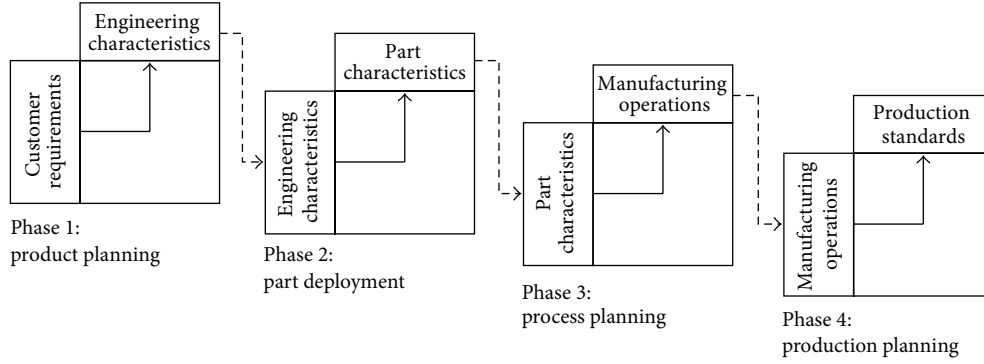 Engineering
characteristics
Customer
requirements
Phase 1:
product planning
Part
characteristics
Engineering
characteristics
Phase 2:
part deployment
Manufacturing
operations
Part
characteristics
Phase 3:
process planning
Production
standards
Manufacturing
operations
Phase 4:
production planning